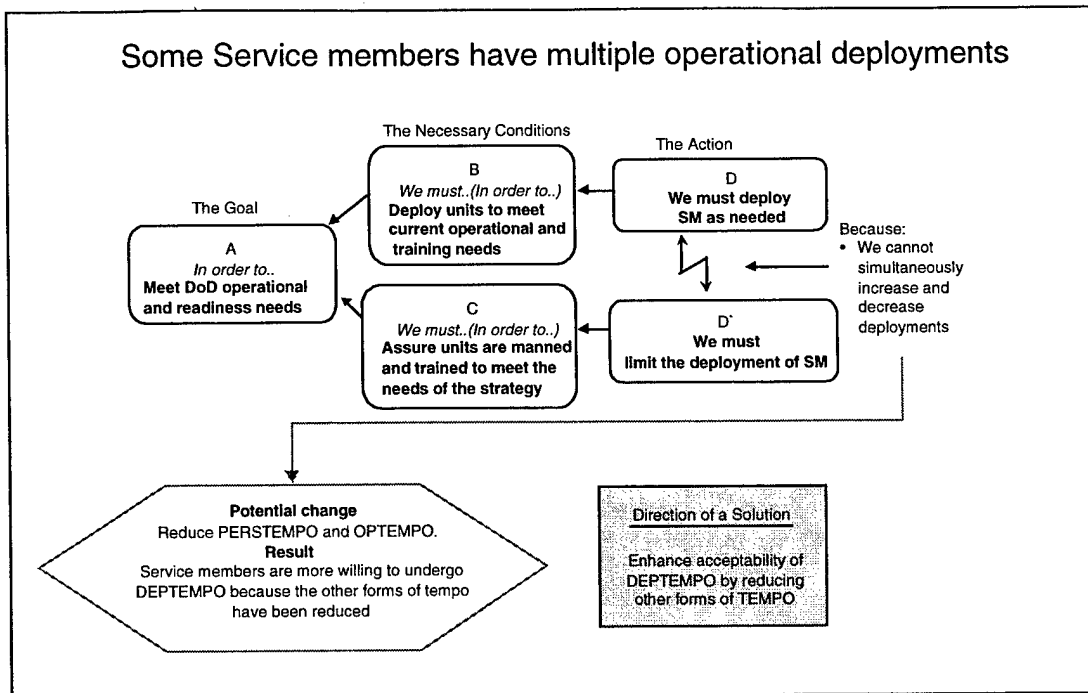 Some Service members have multiple operational deployments
The Necessary Conditions
The Action
The Goal
B
We must..(In order to..)
Deploy units to meet
current operational and
training needs
D
We must deploy
SM as needed
A
In order to..
Meet DoD operational
and readiness needs
C
We must..(In order to..)
Assure units are manned
and trained to meet the
needs of the strategy
D`
We must
limit the deployment of SM
Because:
• We cannot
simultaneously
increase and
decrease
deployments
Potential change
Reduce PERSTEMPO and OPTEMPO.
Result
Service members are more willing to undergo
DEPTEMPO because the other forms of tempo
have been reduced
Direction of a Solution
Enhance acceptability of
DEPTEMPO by reducing
other forms of TEMPO